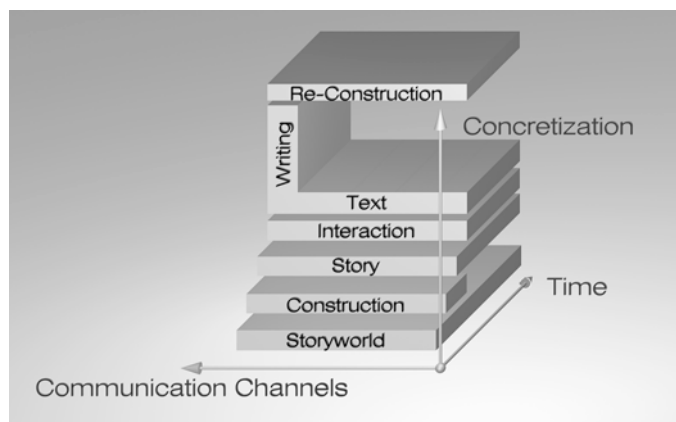 Re-Construction
Concretization
Writing
Text
Interaction
Story
Time
Construction
Storyworld
Communication Channels